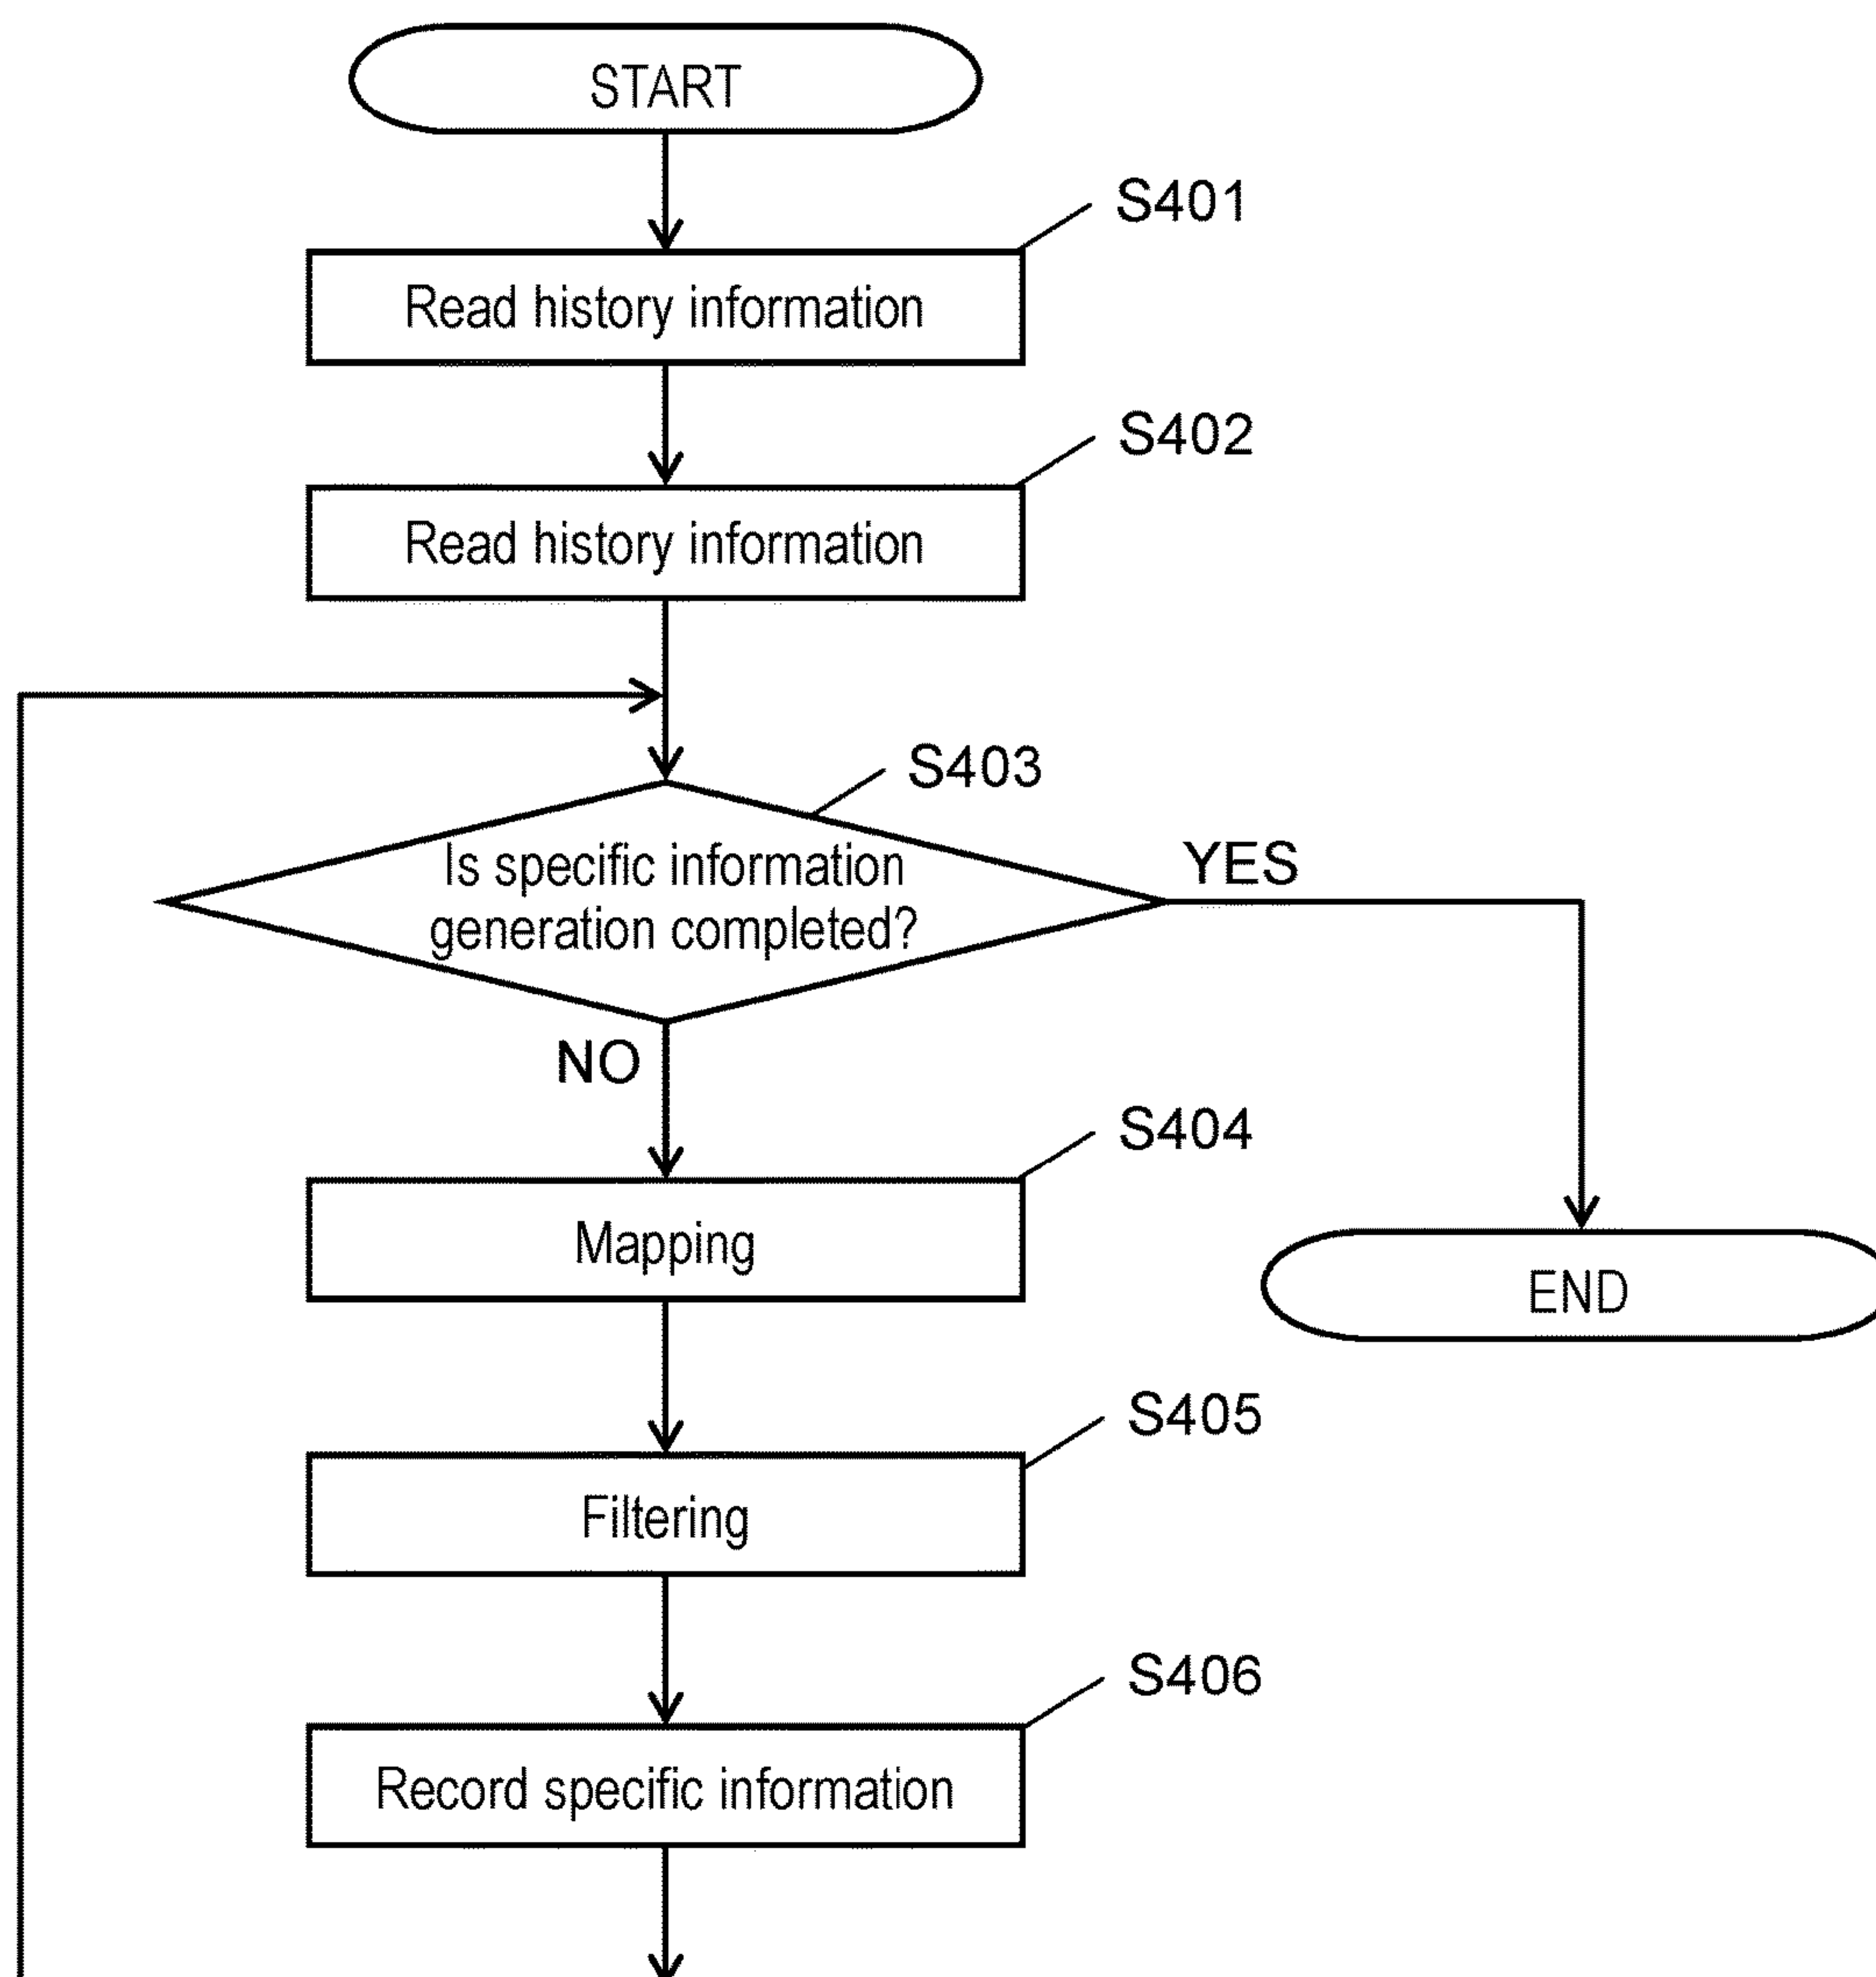 START
S401
Read history information
S402
Read history information
S403
Is specific information
generation completed?
YES
NO
S404
Mapping
END
S405
Filtering
S406
Record specific information